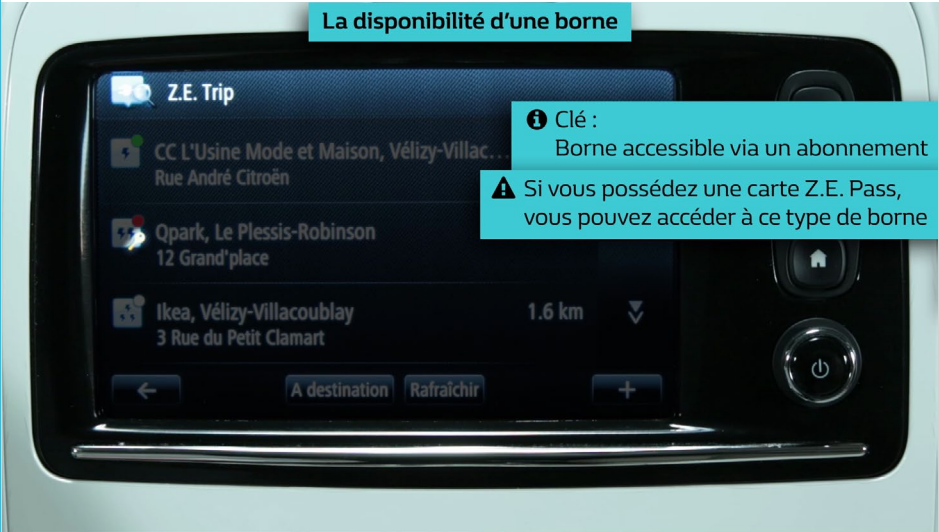 La disponibilité d'une borne
Z.E. Trip
Clé :
Borne accessible via un abonnement
CC L'Usine Mode et Maison, Vélizy-Villac...
Rue André Citroën
Si vous possédez une carte Z.E. Pass,
vous pouvez accéder à ce type de borne
Qpark, Le Plessis-Robinson
12 Grand'place
Ikea, Vélizy-Villacoublay 1.6 km
3 Rue du Petit Clamart
A destination Rafraîchir